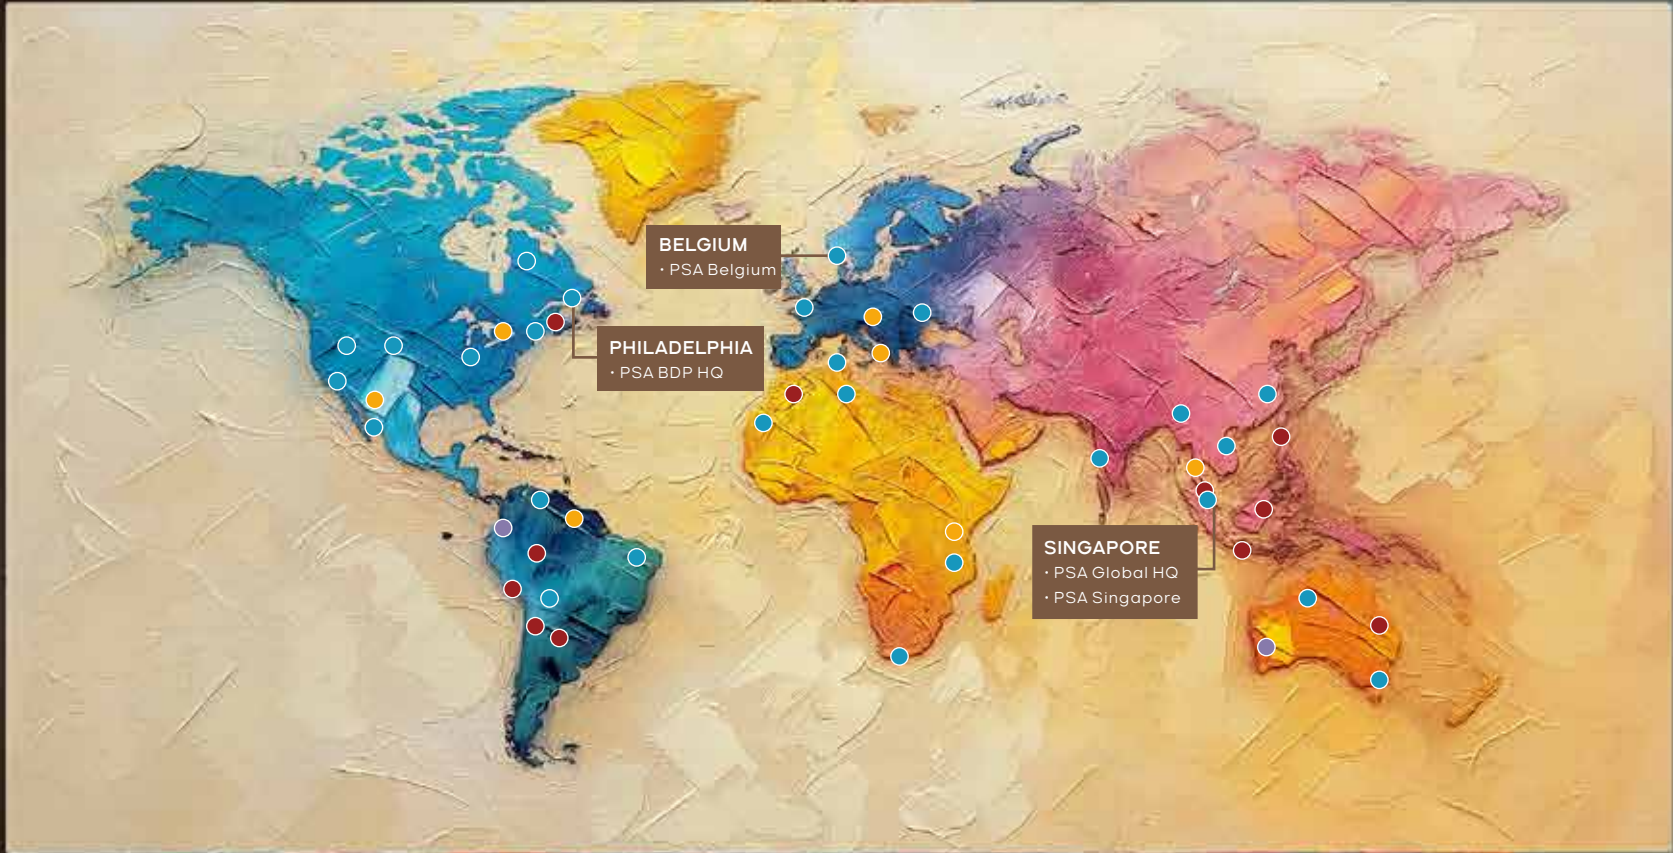 BELGIUM
· PSA Belgium
PHILADELPHIA
· PSA BDP HQ
SINGAPORE
· PSA Global HQ
· PSA Singapore